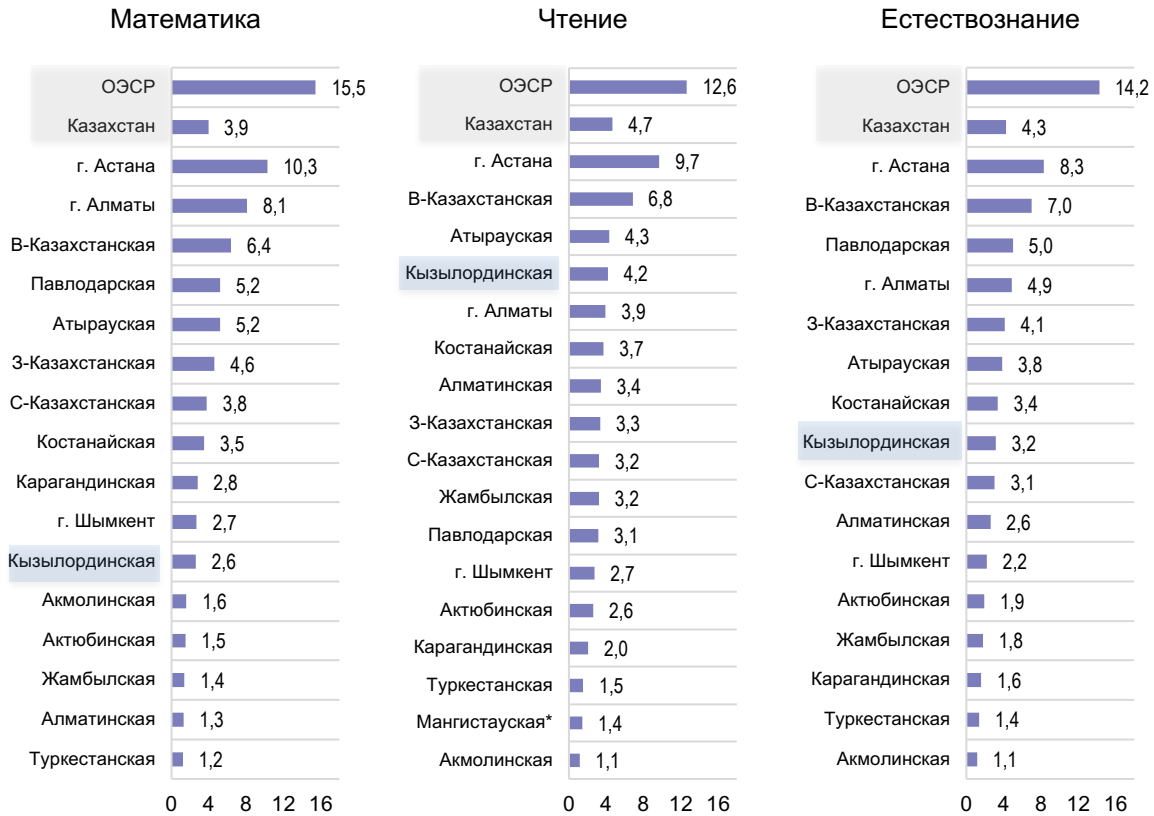 Математика
ОЭСР 15,5
Казахстан 3,9
г. Астана 10,3
г. Алматы 8,1
В-Казахстанская 6,4
Павлодарская 5,2
Атырауская 5,2
З-Казахстанская 4,6
С-Казахстанская 3,8
Костанайская 3,5
Карагандинская 2,8
г. Шымкент 2,7
Кызылординская 2,6
Акмолинская 1,6
Актюбинская 1,5
Жамбылская 1,4
Алматинская 1,3
Туркестанская 1,2
0 4 8 12 16
Чтение
ОЭСР 12,6
Казахстан 4,7
г. Астана 9,7
В-Казахстанская 6,8
Атырауская 4,3
Кызылординская 4,2
г. Алматы 3,9
Костанайская 3,7
Алматинская 3,4
З-Казахстанская 3,3
С-Казахстанская 3,2
Жамбылская 3,2
Павлодарская 3,1
г. Шымкент 2,7
Актюбинская 2,6
Карагандинская 2,0
Туркестанская 1,5
Мангистауская* 1,4
Акмолинская 1,1
0 4 8 12 16
Естествознание
ОЭСР 14,2
Казахстан 4,3
г. Астана 8,3
В-Казахстанская 7,0
Павлодарская 5,0
г. Алматы 4,9
З-Казахстанская 4,1
Атырауская 3,8
Костанайская 3,4
Кызылординская 3,2
С-Казахстанская 3,1
Алматинская 2,6
г. Шымкент 2,2
Актюбинская 1,9
Жамбылская 1,8
Карагандинская 1,6
Туркестанская 1,4
Акмолинская 1,1
0 4 8 12 16